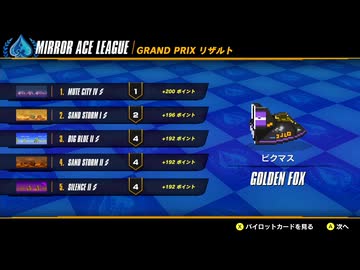 MIRROR ACE LEAGUE GRAND PRIX リザルト
1. MUTE CITY IV 1 +200 ポイント
2. SAND STORM I 2 +196 ポイント
3. BIG BLUE II 4 +192 ポイント
4. SAND STORM II 4 +192 ポイント
5. SILENCE II 4 +192 ポイント
ピクマス
GOLDEN FOX
X パイロットカードを見る A 次へ